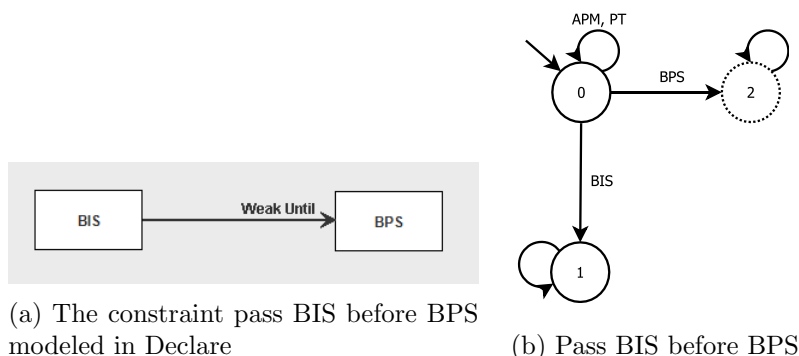 BIS
Weak Until
BPS
(a) The constraint pass BIS before BPS
modeled in Declare
APM, PT
0
BPS
2
BIS
1
(b) Pass BIS before BPS